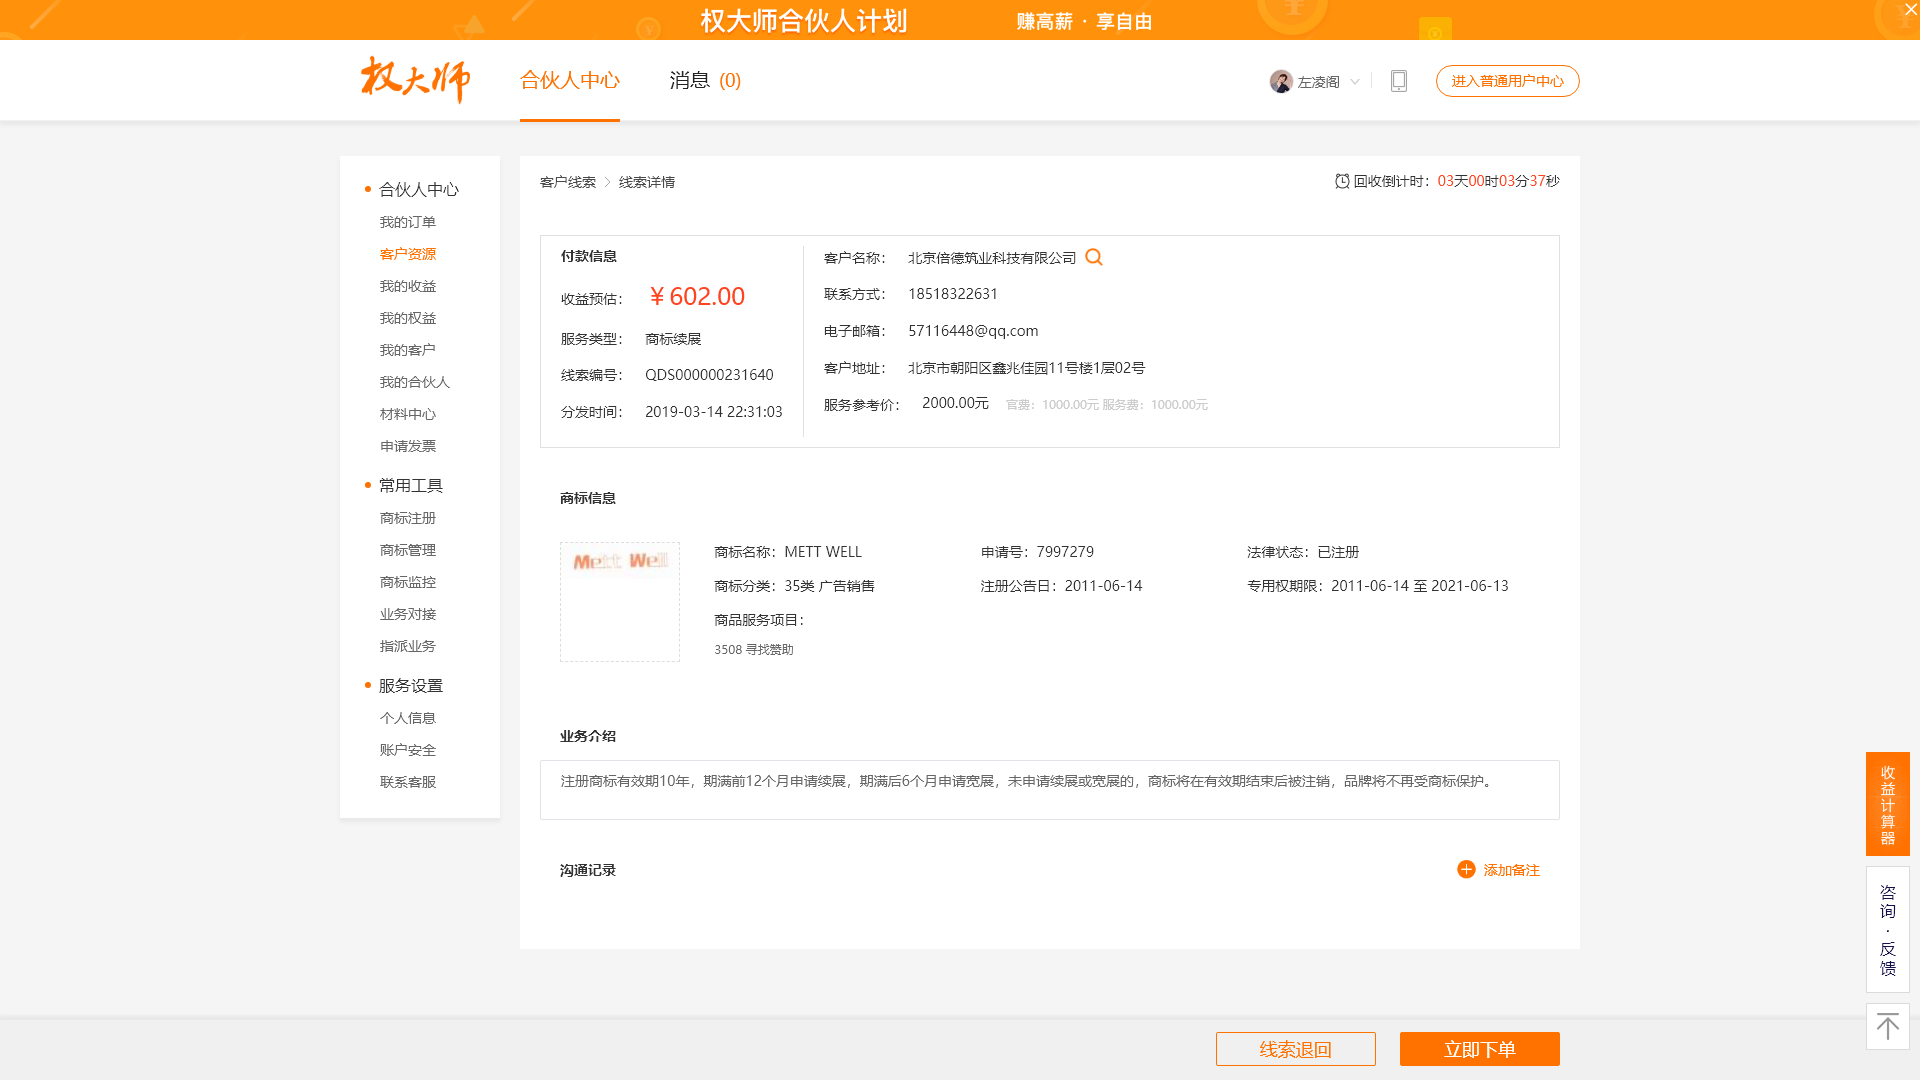 权大师合伙人计划 赚高薪 · 享自由
权大师 合伙人中心 消息 (0) 左凌阁 进入普通用户中心
合伙人中心
我的订单
客户资源
我的收益
我的权益
我的客户
我的合伙人
材料中心
申请发票
常用工具
商标注册
商标管理
商标监控
业务对接
指派业务
服务设置
个人信息
账户安全
联系客服
客户线索 > 线索详情
回收倒计时：03天00时03分37秒
付款信息
收益预估：￥602.00
服务类型：商标续展
线索编号：QDS000000231640
分发时间：2019-03-14 22:31:03
客户名称：北京倍德筑业科技有限公司
联系方式：18518322631
电子邮箱：57116448@qq.com
客户地址：北京市朝阳区鑫兆佳园11号楼1层02号
服务参考价：2000.00元 官费：1000.00元 服务费：1000.00元
商标信息
Mett Well
商标名称：METT WELL 申请号：7997279 法律状态：已注册
商标分类：35类 广告销售 注册公告日：2011-06-14 专用权期限：2011-06-14 至 2021-06-13
商品服务项目：
3508 寻找赞助
业务介绍
注册商标有效期10年，期满前12个月申请续展，期满后6个月申请宽展，未申请续展或宽展的，商标将在有效期结束后被注销，品牌将不再受商标保护。
沟通记录 添加备注
收益计算器
咨询·反馈
线索退回 立即下单